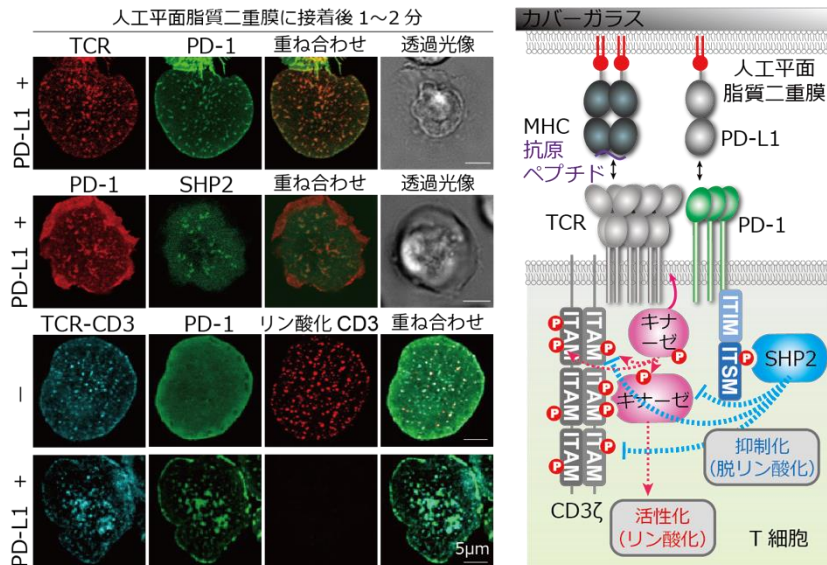 人工平面脂質二重膜に接着後 1～2 分
TCR PD-1 重ね合わせ 透過光像
PD-L1 +
PD-1 SHP2 重ね合わせ 透過光像
PD-L1 +
TCR-CD3 PD-1 リン酸化 CD3 重ね合わせ
－
PD-L1 +
5μm
カバーガラス
人工平面
脂質二重膜
MHC
抗原
ペプチド
PD-L1
TCR
PD-1
ITIM
ITSM
P
SHP2
キナ
ーゼ
P
キナーゼ
P
ITAM ITAM
P
P
P
ITAM ITAM
P
P
P
ITAM ITAM
P
P
CD3ζ
抑制化
(脱リン酸化)
活性化
(リン酸化)
T 細胞